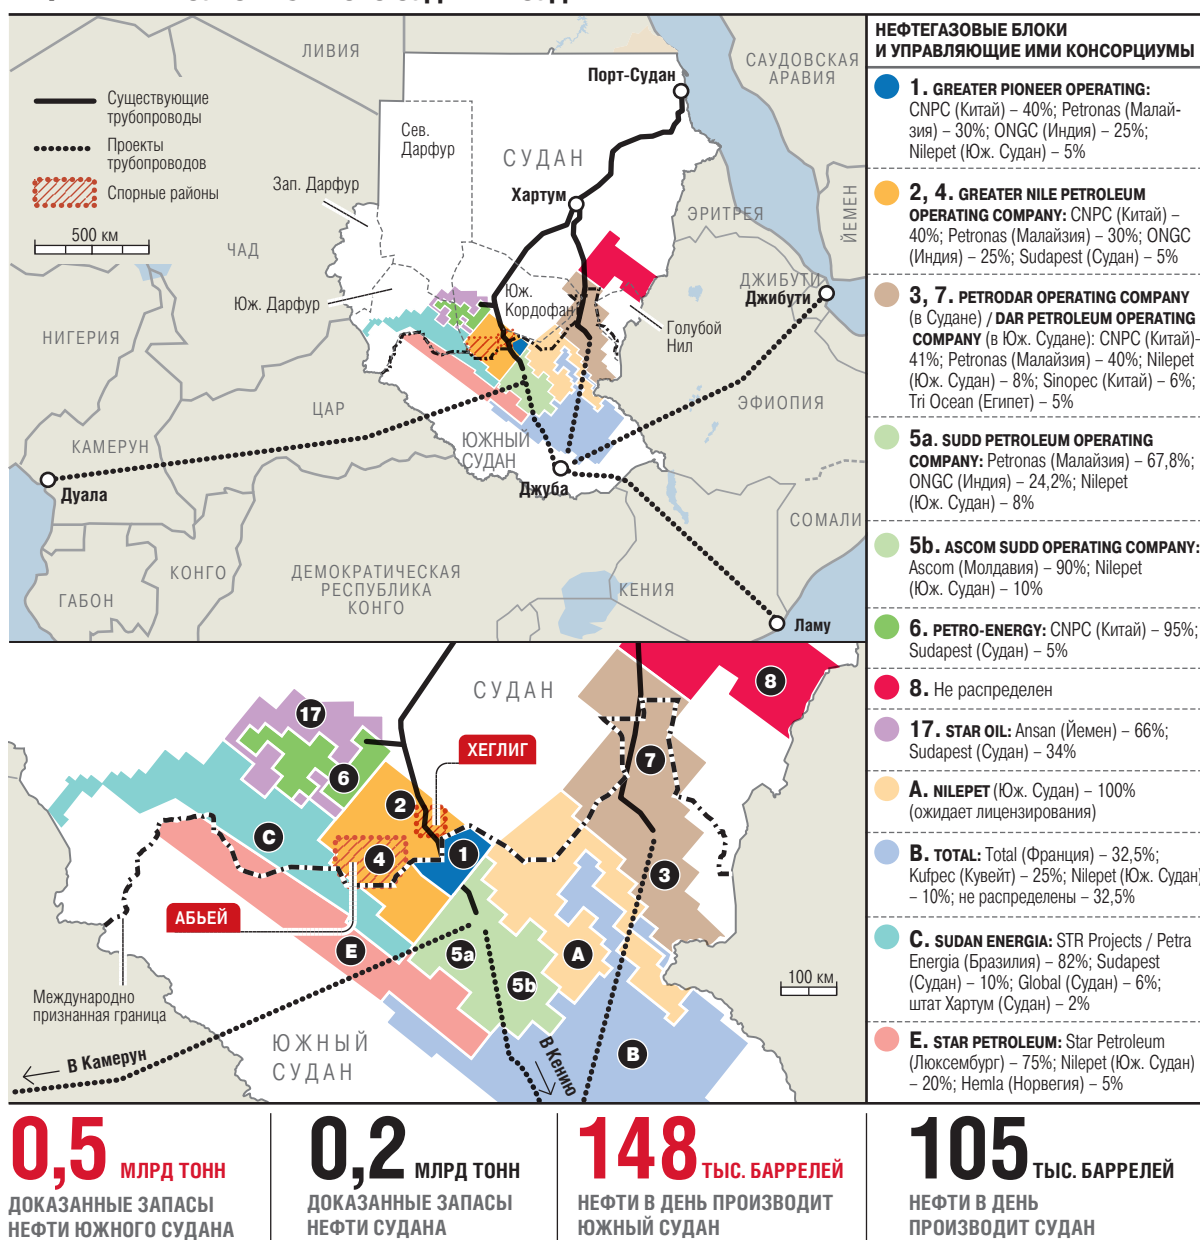 ЛИВИЯ
САУДОВСКАЯ
АРАВИЯ
Порт-Судан
Существующие
трубопроводы
Проекты
трубопроводов
Спорные районы
500 км
Сев.
Дарфур
СУДАН
Зап. Дарфур
Хартум
ЭРИТРЕЯ
ЙЕМЕН
ЧАД
ДЖИБУТИ
Джибути
Юж. Дарфур
Юж.
Кордофан
Голубой
Нил
НИГЕРИЯ
ЦАР
ЭФИОПИЯ
КАМЕРУН
ЮЖНЫЙ
СУДАН
Дуала
Джуба
СОМАЛИ
КОНГО
ДЕМОКРАТИЧЕСКАЯ
РЕСПУБЛИКА
КОНГО
КЕНИЯ
ГАБОН
Ламу
СУДАН
8
17
ХЕГЛИГ
7
6
2
C
4
1
3
АБЬЕЙ
E
5a
A
5b
100 км
Международно
признанная граница
ЮЖНЫЙ
СУДАН
В Камерун
В Кению
B
НЕФТЕГАЗОВЫЕ БЛОКИ
И УПРАВЛЯЮЩИЕ ИМИ КОНСОРЦИУМЫ
1. GREATER PIONEER OPERATING:
CNPC (Китай) – 40%; Petronas (Малай-
зия) – 30%; ONGC (Индия) – 25%;
Nilepet (Юж. Судан) – 5%
2, 4. GREATER NILE PETROLEUM
OPERATING COMPANY: CNPC (Китай) –
40%; Petronas (Малайзия) – 30%; ONGC
(Индия) – 25%; Sudapest (Судан) – 5%
3, 7. PETRODAR OPERATING COMPANY
(в Судане) / DAR PETROLEUM OPERATING
COMPANY (в Юж. Судане): CNPC (Китай)–
41%; Petronas (Малайзия) – 40%; Nilepet
(Юж. Судан) – 8%; Sinopec (Китай) – 6%;
Tri Ocean (Египет) – 5%
5a. SUDD PETROLEUM OPERATING
COMPANY: Petronas (Малайзия) – 67,8%;
ONGC (Индия) – 24,2%; Nilepet
(Юж. Судан) – 8%
5b. ASCOM SUDD OPERATING COMPANY:
Ascom (Молдавия) – 90%; Nilepet
(Юж. Судан) – 10%
6. PETRO-ENERGY: CNPC (Китай) – 95%;
Sudapest (Судан) – 5%
8. Не распределен
17. STAR OIL: Ansan (Йемен) – 66%;
Sudapest (Судан) – 34%
A. NILEPET (Юж. Судан) – 100%
(ожидает лицензирования)
B. TOTAL: Total (Франция) – 32,5%;
Kufpec (Кувейт) – 25%; Nilepet (Юж. Судан)
– 10%; не распределены – 32,5%
C. SUDAN ENERGIA: STR Projects / Petra
Energia (Бразилия) – 82%; Sudapest
(Судан) – 10%; Global (Судан) – 6%;
штат Хартум (Судан) – 2%
E. STAR PETROLEUM: Star Petroleum
(Люксембург) – 75%; Nilepet (Юж. Судан)
– 20%; Hemla (Норвегия) – 5%
0,5 МЛРД ТОНН
ДОКАЗАННЫЕ ЗАПАСЫ
НЕФТИ ЮЖНОГО СУДАНА
0,2 МЛРД ТОНН
ДОКАЗАННЫЕ ЗАПАСЫ
НЕФТИ СУДАНА
148 ТЫС. БАРРЕЛЕЙ
НЕФТИ В ДЕНЬ ПРОИЗВОДИТ
ЮЖНЫЙ СУДАН
105 ТЫС. БАРРЕЛЕЙ
НЕФТИ В ДЕНЬ
ПРОИЗВОДИТ СУДАН